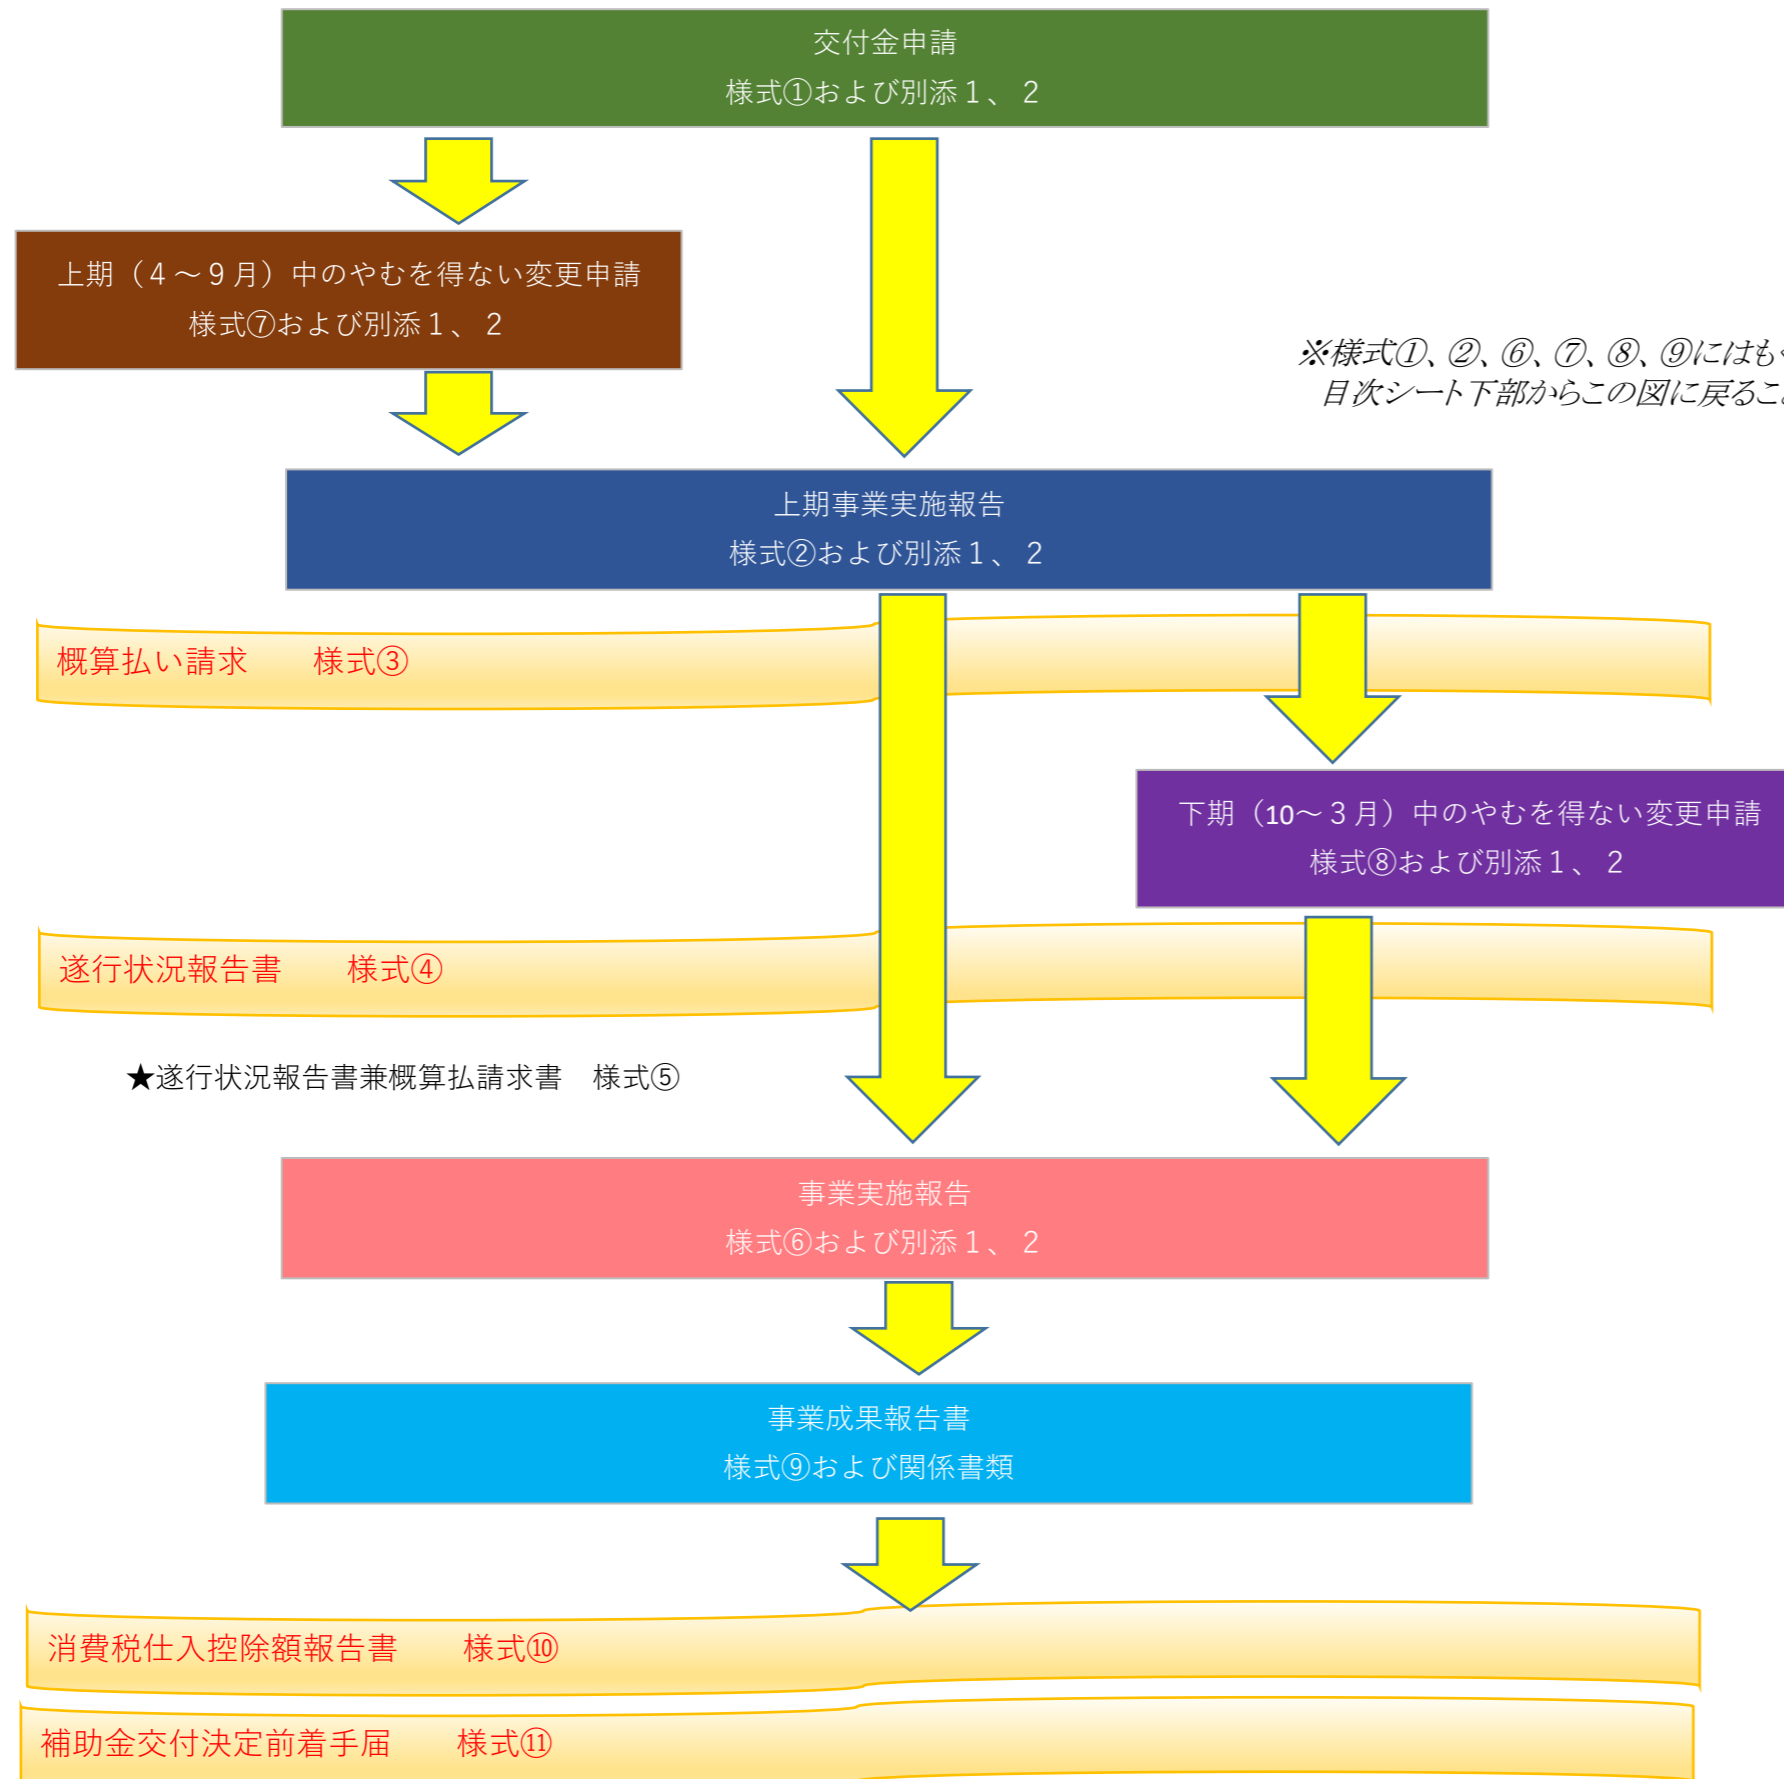 交付金申請
様式①および別添１、２
上期（４～９月）中のやむを得ない変更申請
様式⑦および別添１、２
※様式①、②、⑥、⑦、⑧、⑨にはも
目次シート下部からこの図に戻るこ
上期事業実施報告
様式②および別添１、２
概算払い請求　　様式③
下期（10～３月）中のやむを得ない変更申請
様式⑧および別添１、２
遂行状況報告書　　様式④
★遂行状況報告書兼概算払請求書　様式⑤
事業実施報告
様式⑥および別添１、２
事業成果報告書
様式⑨および関係書類
消費税仕入控除額報告書　　様式⑩
補助金交付決定前着手届　　様式⑪